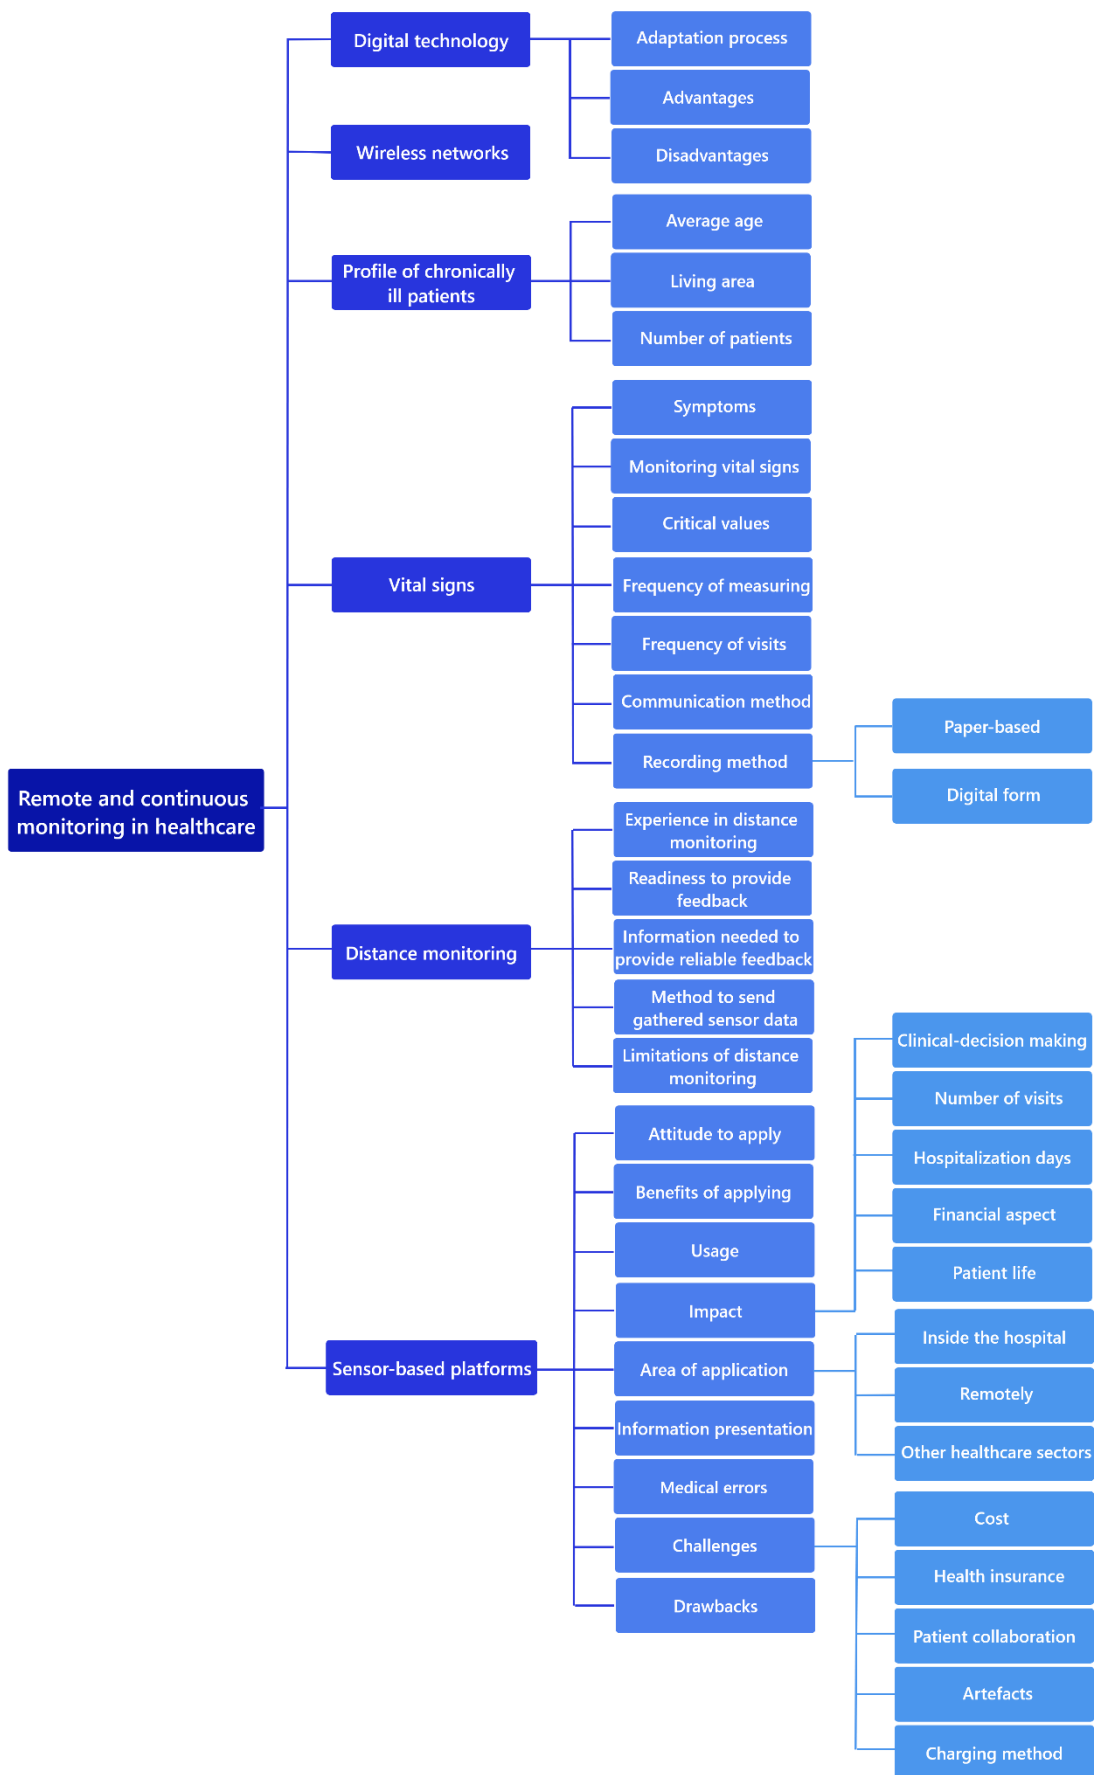 Remote and continuous
monitoring in healthcare
Digital technology
Adaptation process
Advantages
Disadvantages
Wireless networks
Profile of chronically
ill patients
Average age
Living area
Number of patients
Vital signs
Symptoms
Monitoring vital signs
Critical values
Frequency of measuring
Frequency of visits
Communication method
Recording method
Paper-based
Digital form
Distance monitoring
Experience in distance
monitoring
Readiness to provide
feedback
Information needed to
provide reliable feedback
Method to send
gathered sensor data
Limitations of distance
monitoring
Sensor-based platforms
Attitude to apply
Benefits of applying
Usage
Impact
Clinical-decision making
Number of visits
Hospitalization days
Financial aspect
Patient life
Area of application
Inside the hospital
Remotely
Other healthcare sectors
Information presentation
Medical errors
Challenges
Cost
Health insurance
Patient collaboration
Artefacts
Charging method
Drawbacks